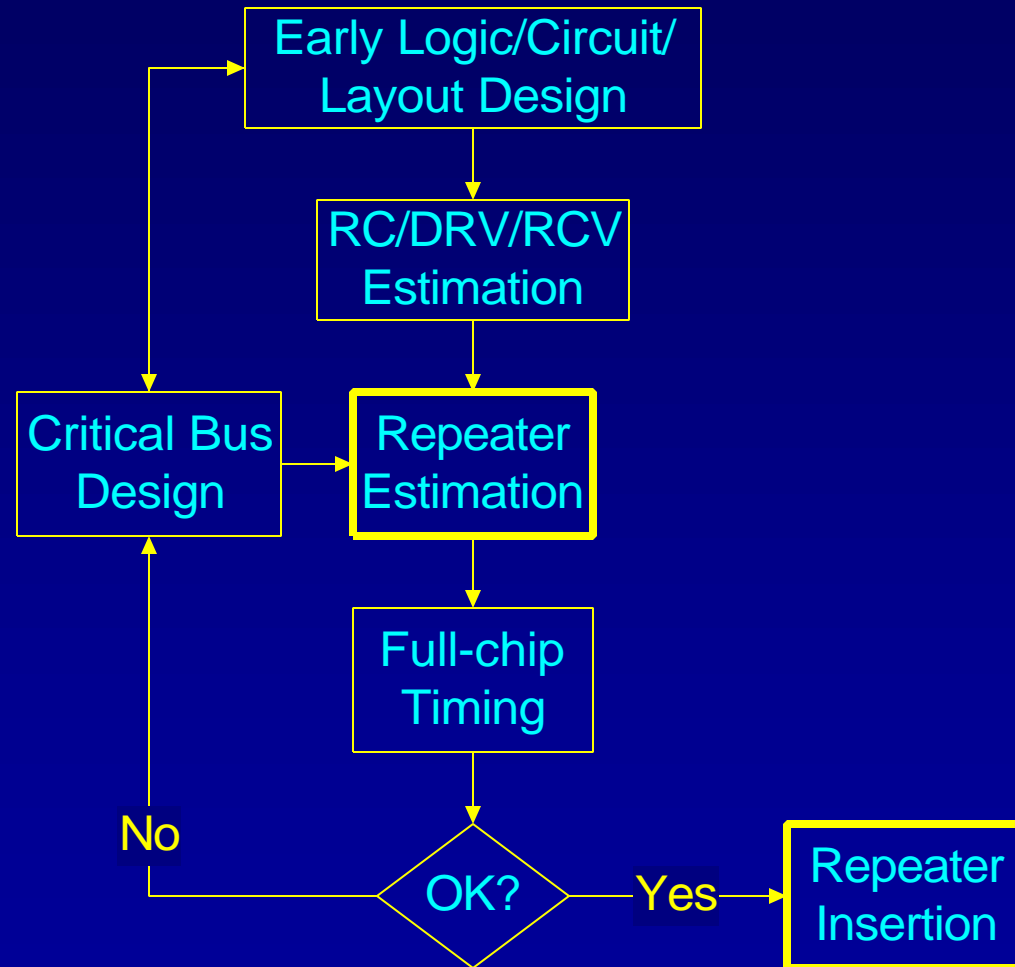 Early Logic/Circuit/
Layout Design
RC/DRV/RCV
Estimation
Critical Bus
Design
Repeater
Estimation
Full-chip
Timing
No
OK?
Yes
Repeater
Insertion